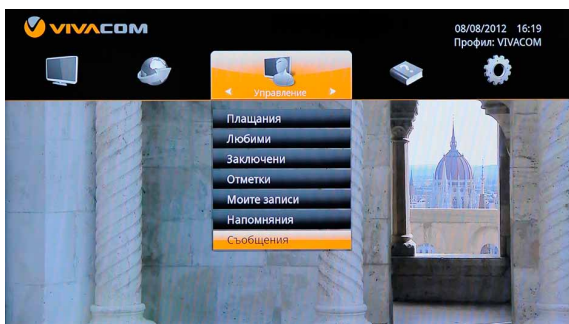 VIVACOM
08/08/2012 16:19
Профил: VIVACOM
Управление
Плащания
Любими
Заключени
Отметки
Моите записи
Напомняния
Съобщения